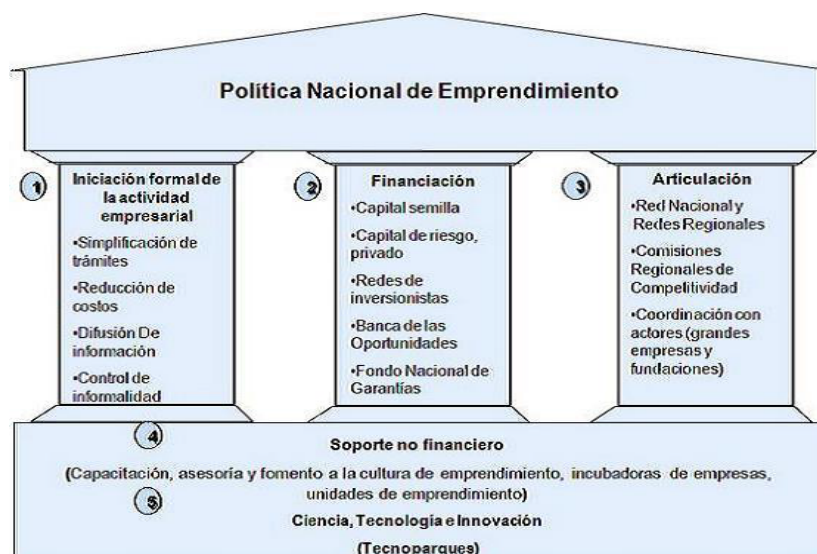 Política Nacional de Emprendimiento
1
Iniciación formal de
la actividad
empresarial
•Simplificación de
trámites
•Reducción de
costos
•Difusión De
información
•Control de
informalidad
2
Financiación
•Capital semilla
•Capital de riesgo,
privado
•Redes de
inversionistas
•Banca de las
Oportunidades
•Fondo Nacional de
Garantías
3
Articulación
•Red Nacional y
Redes Regionales
•Comisiones
Regionales de
Competitividad
•Coordinación con
actores (grandes
empresas y
fundaciones)
4
Soporte no financiero
(Capacitación, asesoría y fomento a la cultura de emprendimiento, incubadoras de empresas,
unidades de emprendimiento)
5
Ciencia, Tecnología e Innovación
(Tecnoparques)